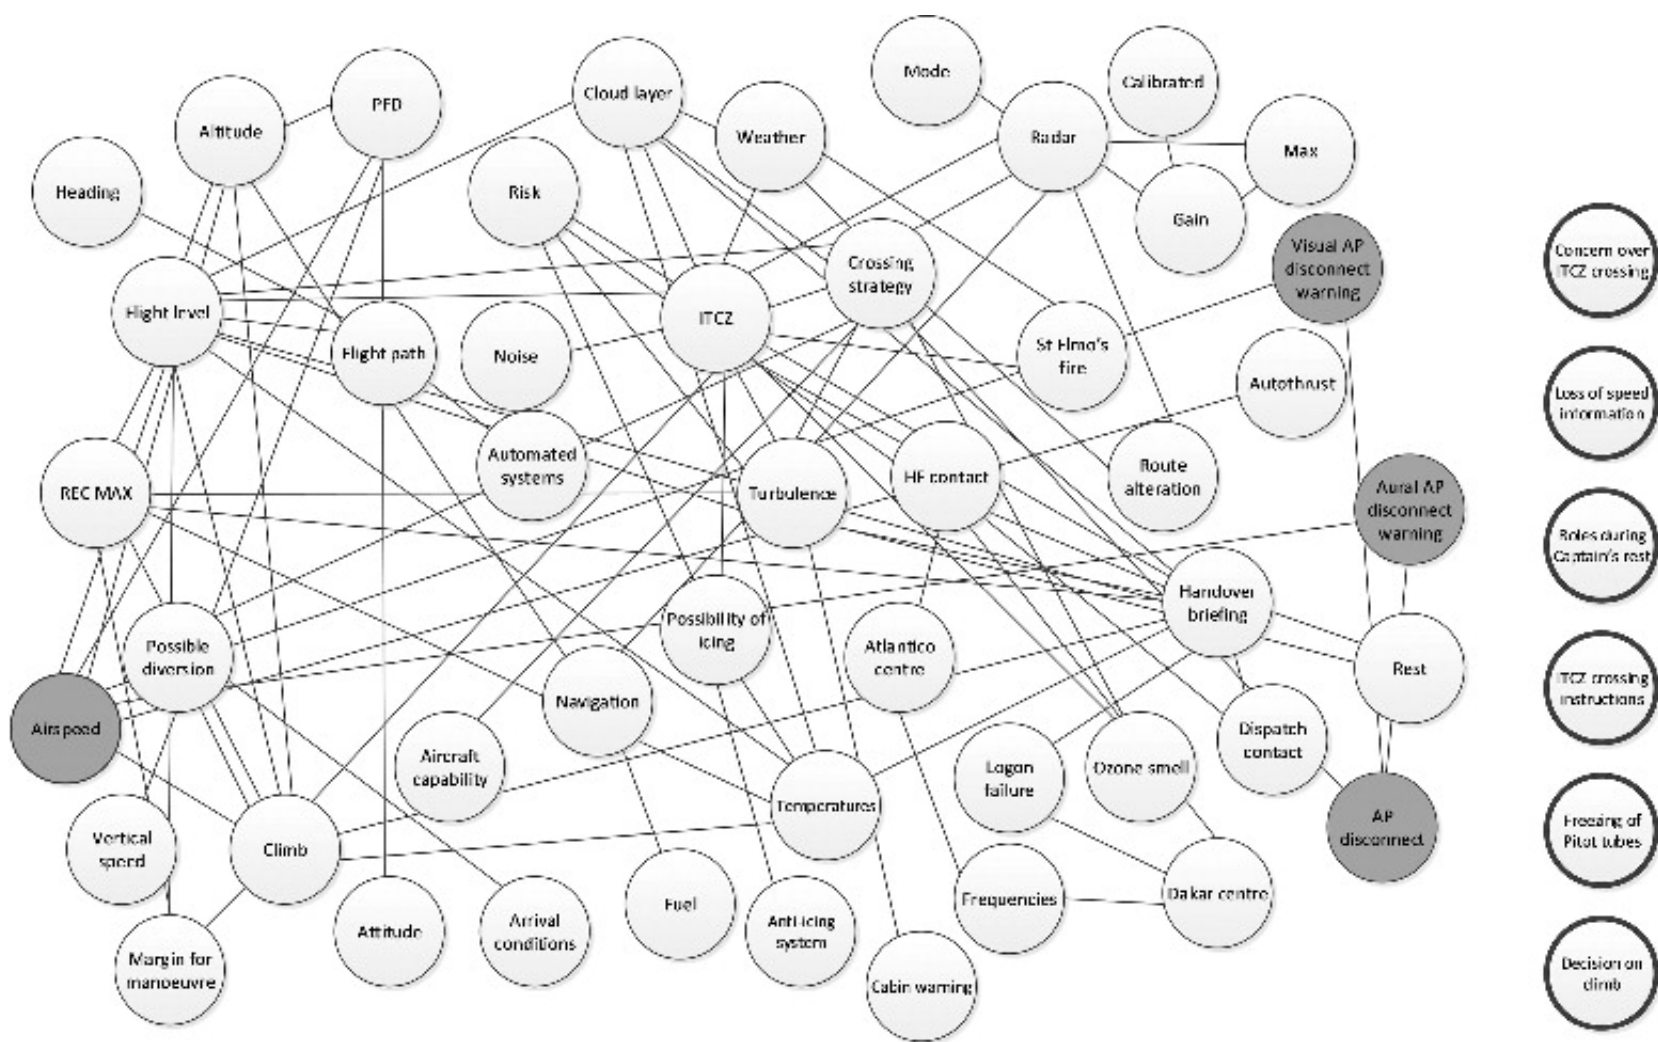 Mode
Calibrated
PFD
Cloud layer
Altitude
Weather
Radar
Max
Heading
Risk
Gain
Visual AP
disconnect
warning
Concern over
ITCZ crossing
Crossing
strategy
Flight level
ITCZ
Flight path
Noise
St Elmo's
fire
Autothrust
Loss of speed
information
Automated
systems
REC MAX
Turbulence
HF contact
Route
alteration
Aural AP
disconnect
warning
Roles during
Captain's rest
Possible
diversion
Possibility of
icing
Atlantico
centre
Handover
briefing
Rest
ITCZ crossing
instructions
Airspeed
Navigation
Aircraft
capability
Logon
failure
Ozone smell
Dispatch
contact
Temperatures
Vertical
speed
Climb
AP
disconnect
Freezing of
Pitot tubes
Attitude
Arrival
conditions
Fuel
Anti-icing
system
Frequencies
Dakar centre
Margin for
manoeuvre
Cabin warning
Decision on
climb